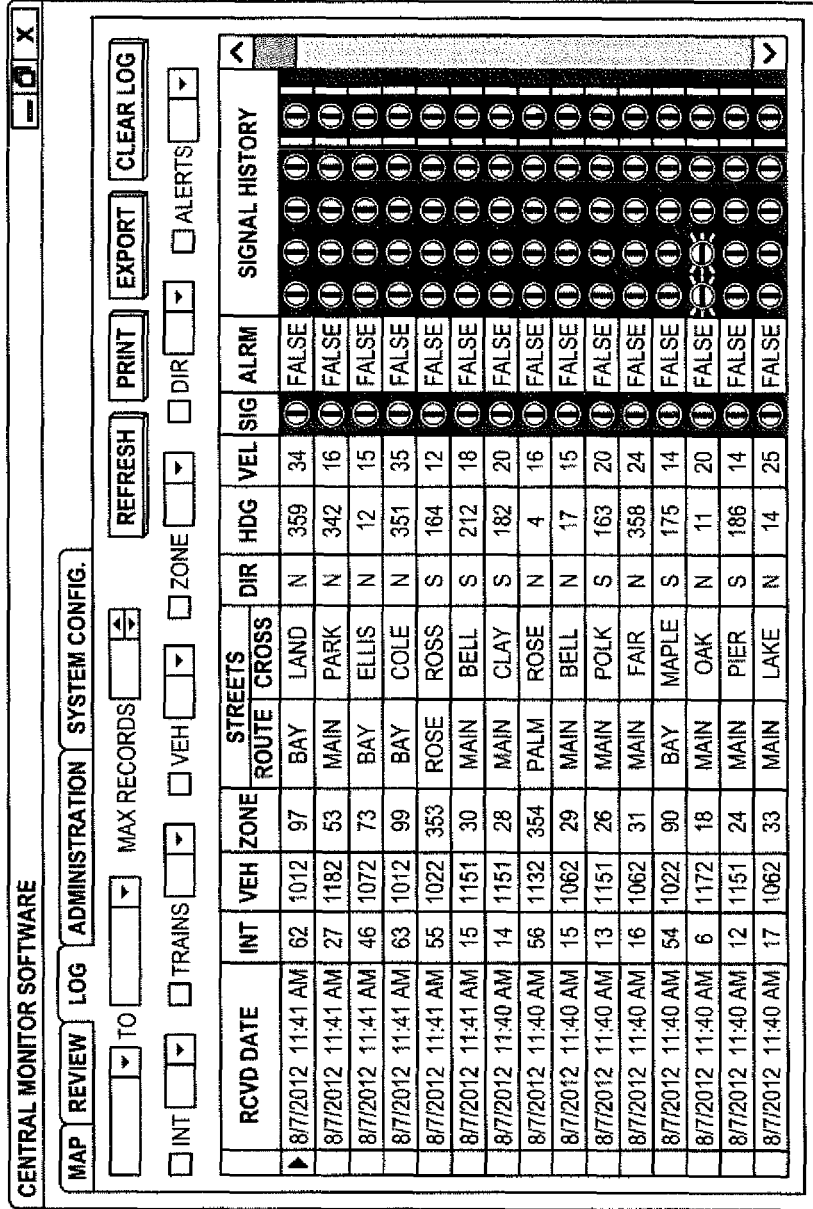 CENTRAL MONITOR SOFTWARE X
MAP REVIEW LOG ADMINISTRATION SYSTEM CONFIG.
TO MAX RECORDS REFRESH PRINT EXPORT CLEAR LOG
INT TRAINS VEH ZONE DIR ALERTS
RCVD DATE INT VEH ZONE STREETS DIR HDG VEL SIG ALRM SIGNAL HISTORY
ROUTE CROSS
8/7/2012 11:41 AM 62 1012 97 BAY LAND N 359 34 FALSE
8/7/2012 11:41 AM 27 1182 53 MAIN PARK N 342 16 FALSE
8/7/2012 11:41 AM 46 1072 73 BAY ELLIS N 12 15 FALSE
8/7/2012 11:41 AM 63 1012 99 BAY COLE N 351 35 FALSE
8/7/2012 11:41 AM 55 1022 353 ROSE ROSS S 164 12 FALSE
8/7/2012 11:41 AM 15 1151 30 MAIN BELL S 212 18 FALSE
8/7/2012 11:41 AM 14 1151 28 MAIN CLAY S 182 20 FALSE
8/7/2012 11:40 AM 56 1132 354 PALM ROSE N 4 16 FALSE
8/7/2012 11:40 AM 15 1062 29 MAIN BELL N 17 15 FALSE
8/7/2012 11:40 AM 13 1151 26 MAIN POLK S 163 20 FALSE
8/7/2012 11:40 AM 16 1062 31 MAIN FAIR N 358 24 FALSE
8/7/2012 11:40 AM 54 1022 90 BAY MAPLE S 175 14 FALSE
8/7/2012 11:40 AM 6 1172 18 MAIN OAK N 11 20 FALSE
8/7/2012 11:40 AM 12 1151 24 MAIN PIER S 186 14 FALSE
8/7/2012 11:40 AM 17 1062 33 MAIN LAKE N 14 25 FALSE